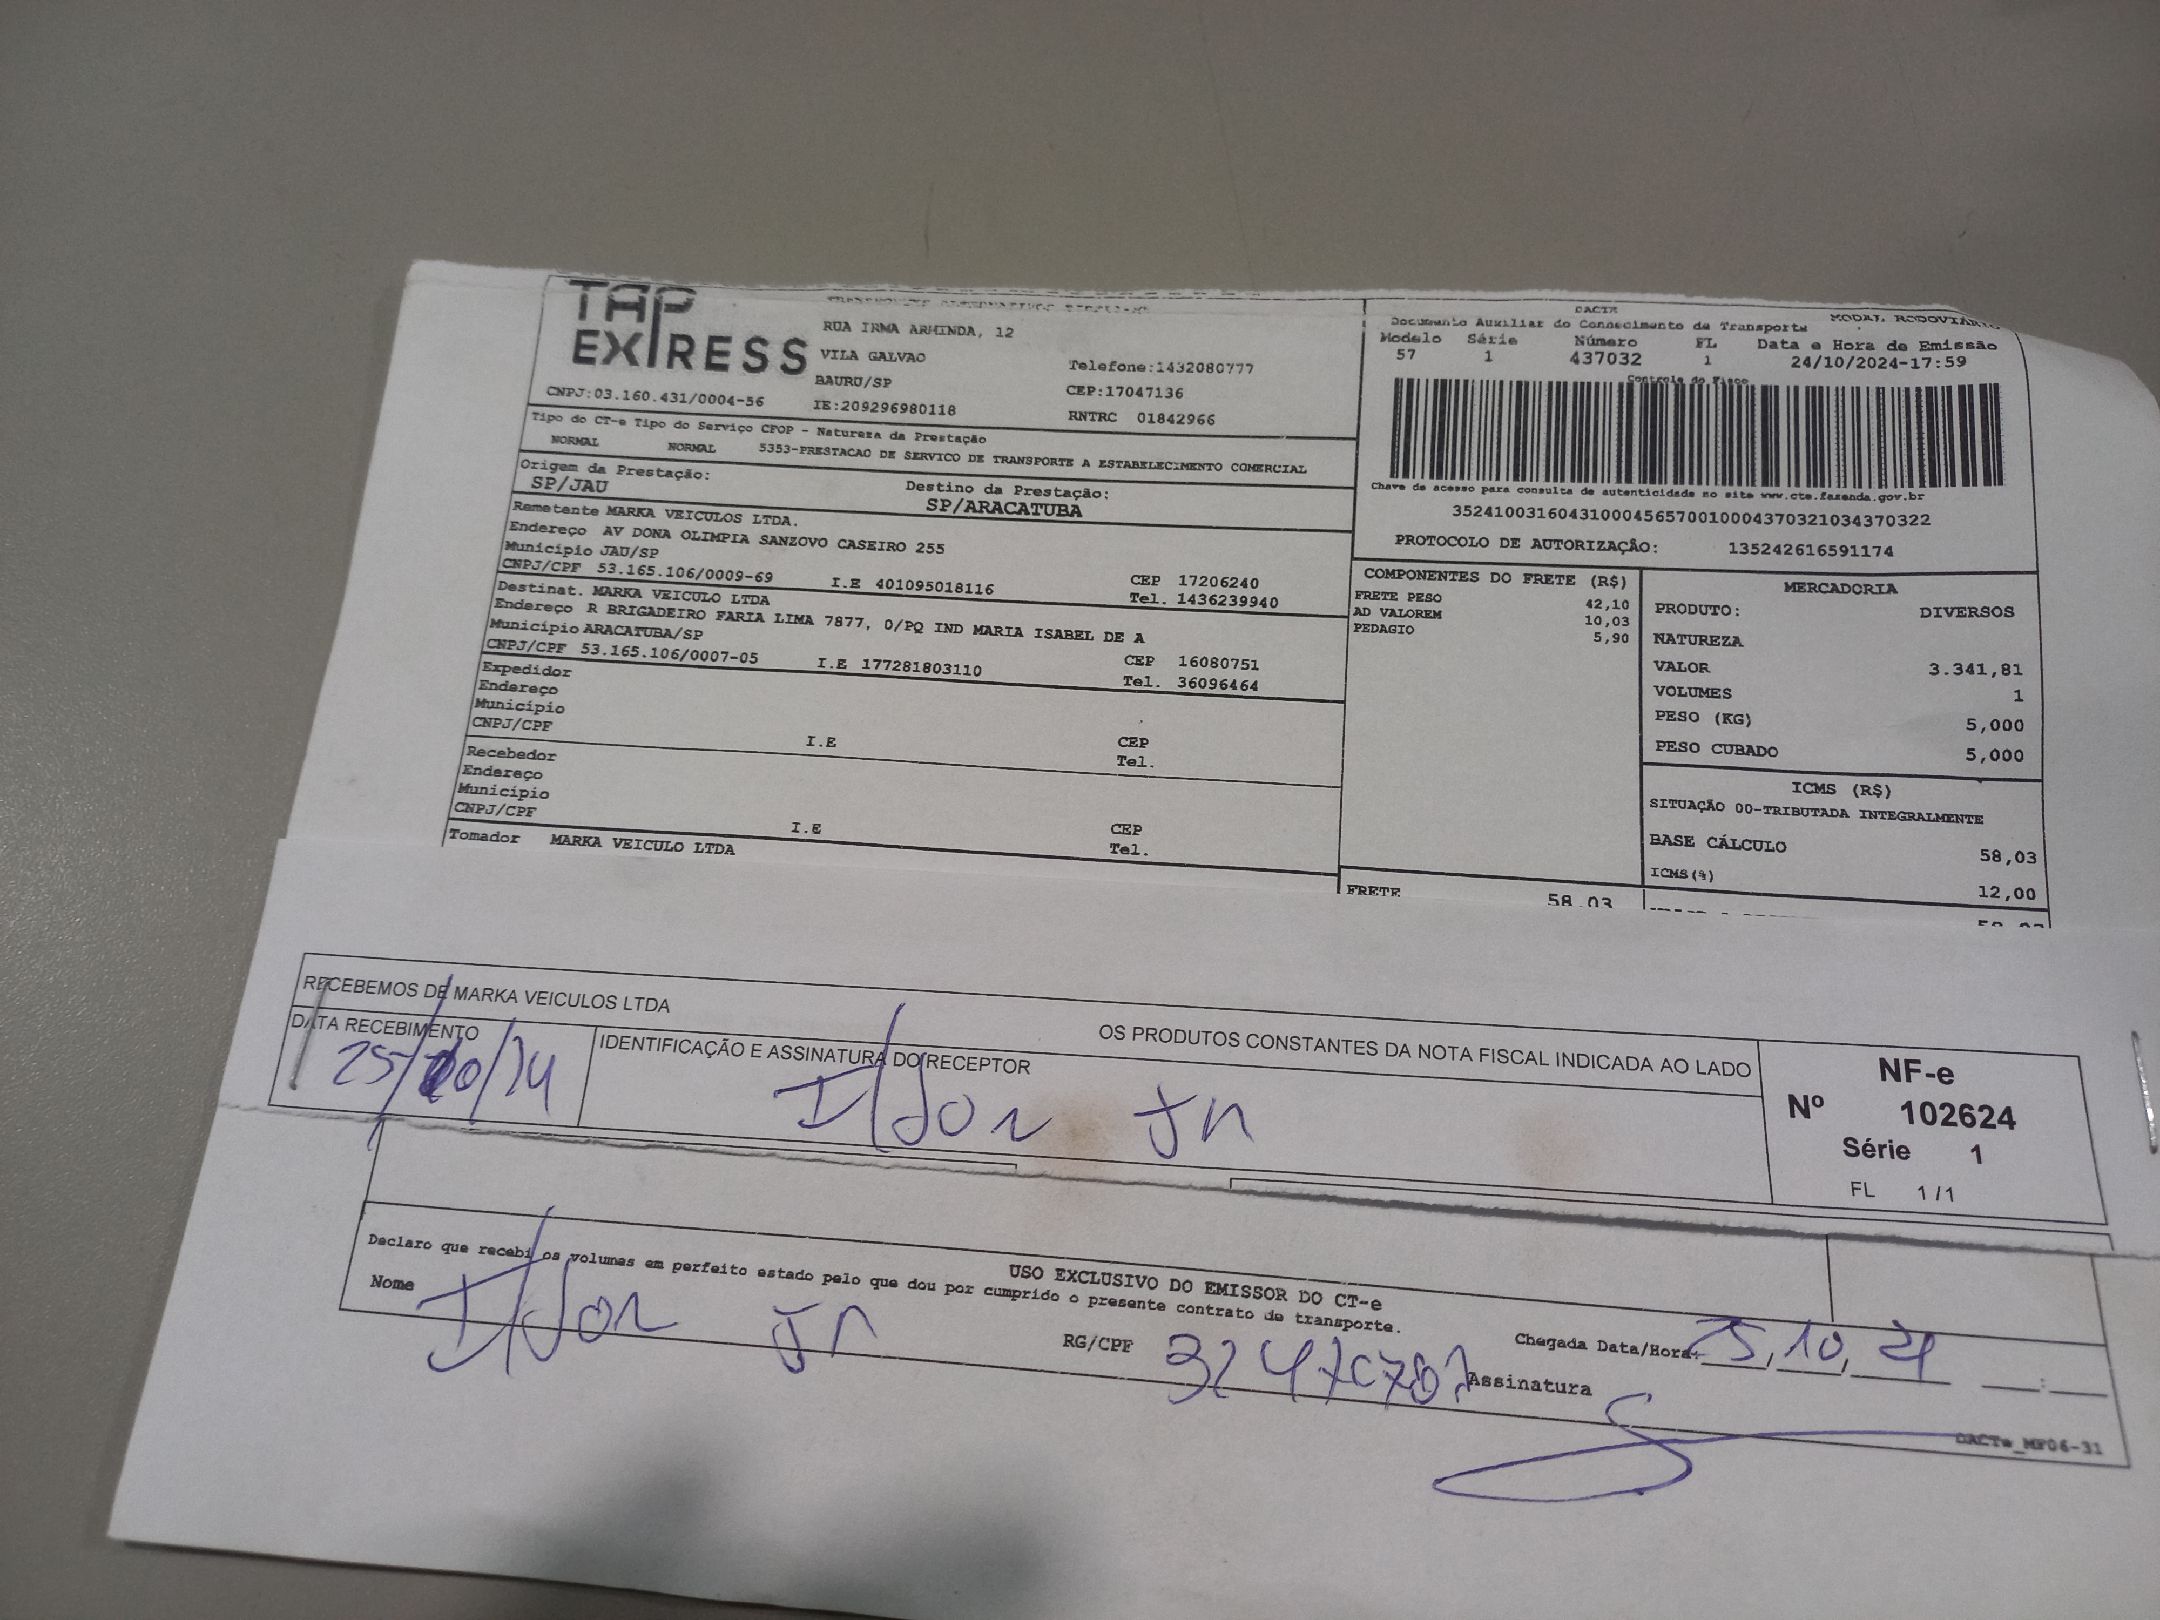 TAP
EXPRESS
RUA IRMA ARMINDA, 12
VILA GALVAO
BAURU/SP
Telefone:1432080777
CEP:17047136
CNPJ:03.160.431/0004-56 IE:209296980118 RNTRC 01842966
Tipo do CT-e Tipo do Serviço CFOP - Natureza da Prestação
NORMAL NORMAL 5353-PRESTACAO DE SERVICO DE TRANSPORTE A ESTABELECIMENTO COMERCIAL
Origem da Prestação: Destino da Prestação:
SP/JAU SP/ARACATUBA
Remetente MARKA VEICULOS LTDA.
Endereço AV DONA OLIMPIA SANZOVO CASEIRO 255
Município JAU/SP CEP 17206240
CNPJ/CPF 53.165.106/0009-69 I.E 401095018116 Tel. 1436239940
Destinat. MARKA VEICULO LTDA
Endereço R BRIGADEIRO FARIA LIMA 7877, 0/PQ IND MARIA ISABEL DE A
Município ARACATUBA/SP CEP 16080751
CNPJ/CPF 53.165.106/0007-05 I.E 177281803110 Tel. 36096464
Expedidor
Endereço
Município CEP
CNPJ/CPF I.E Tel.
Recebedor
Endereço
Município CEP
CNPJ/CPF I.E Tel.
Tomador MARKA VEICULO LTDA
DACTE MODAL RODOVIÁRIO
Documento Auxiliar do Conhecimento de Transporte
Modelo Série Número FL Data e Hora de Emissão
57 1 437032 1 24/10/2024-17:59
Controle do Fisco
Chave de acesso para consulta de autenticidade no site www.cte.fazenda.gov.br
35241003160431000456570010004370321034370322
PROTOCOLO DE AUTORIZAÇÃO: 135242616591174
COMPONENTES DO FRETE (R$)
FRETE PESO 42,10
AD VALOREM 10,03
PEDAGIO 5,90
FRETE 58,03
MERCADORIA
PRODUTO: DIVERSOS
NATUREZA
VALOR 3.341,81
VOLUMES 1
PESO (KG) 5,000
PESO CUBADO 5,000
ICMS (R$)
SITUAÇÃO 00-TRIBUTADA INTEGRALMENTE
BASE CÁLCULO 58,03
ICMS(%) 12,00
RECEBEMOS DE MARKA VEICULOS LTDA OS PRODUTOS CONSTANTES DA NOTA FISCAL INDICADA AO LADO
DATA RECEBIMENTO IDENTIFICAÇÃO E ASSINATURA DO RECEPTOR
25/10/24 Ilson Jr
NF-e
Nº 102624
Série 1
FL 1 /1
USO EXCLUSIVO DO EMISSOR DO CT-e
Declaro que recebi os volumes em perfeito estado pelo que dou por cumprido o presente contrato de transporte.
Nome Ilson Jr RG/CPF Chegada Data/Hora: 25,10,24 __:__
Assinatura
DACTe_MF06-31